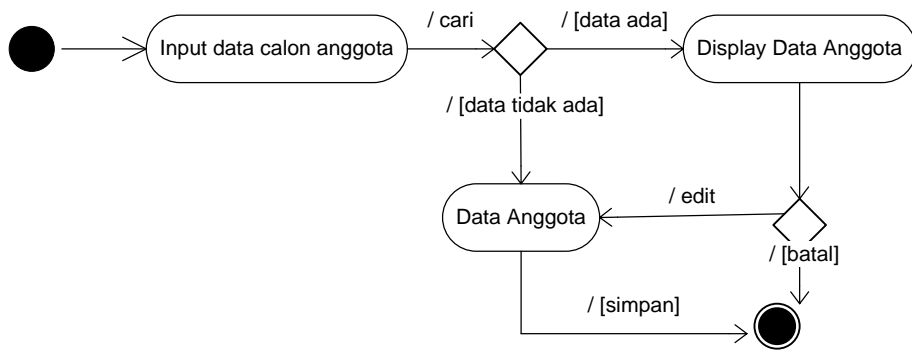 / cari
/ [data ada]
Input data calon anggota
Display Data Anggota
/ [data tidak ada]
/ edit
Data Anggota
/ [batal]
/ [simpan]